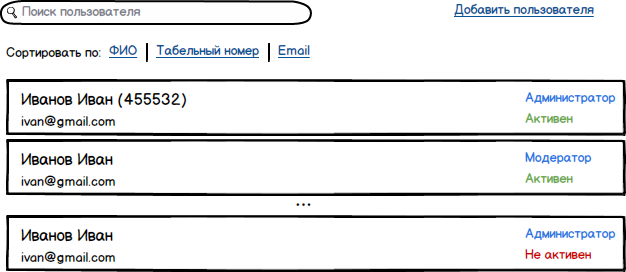 Поиск пользователя
Добавить пользователя
Сортировать по: ФИО | Табельный номер | Email
Иванов Иван (455532)
Администратор
ivan@gmail.com
Активен
Иванов Иван
Модератор
ivan@gmail.com
Активен
...
Иванов Иван
Администратор
ivan@gmail.com
Не активен